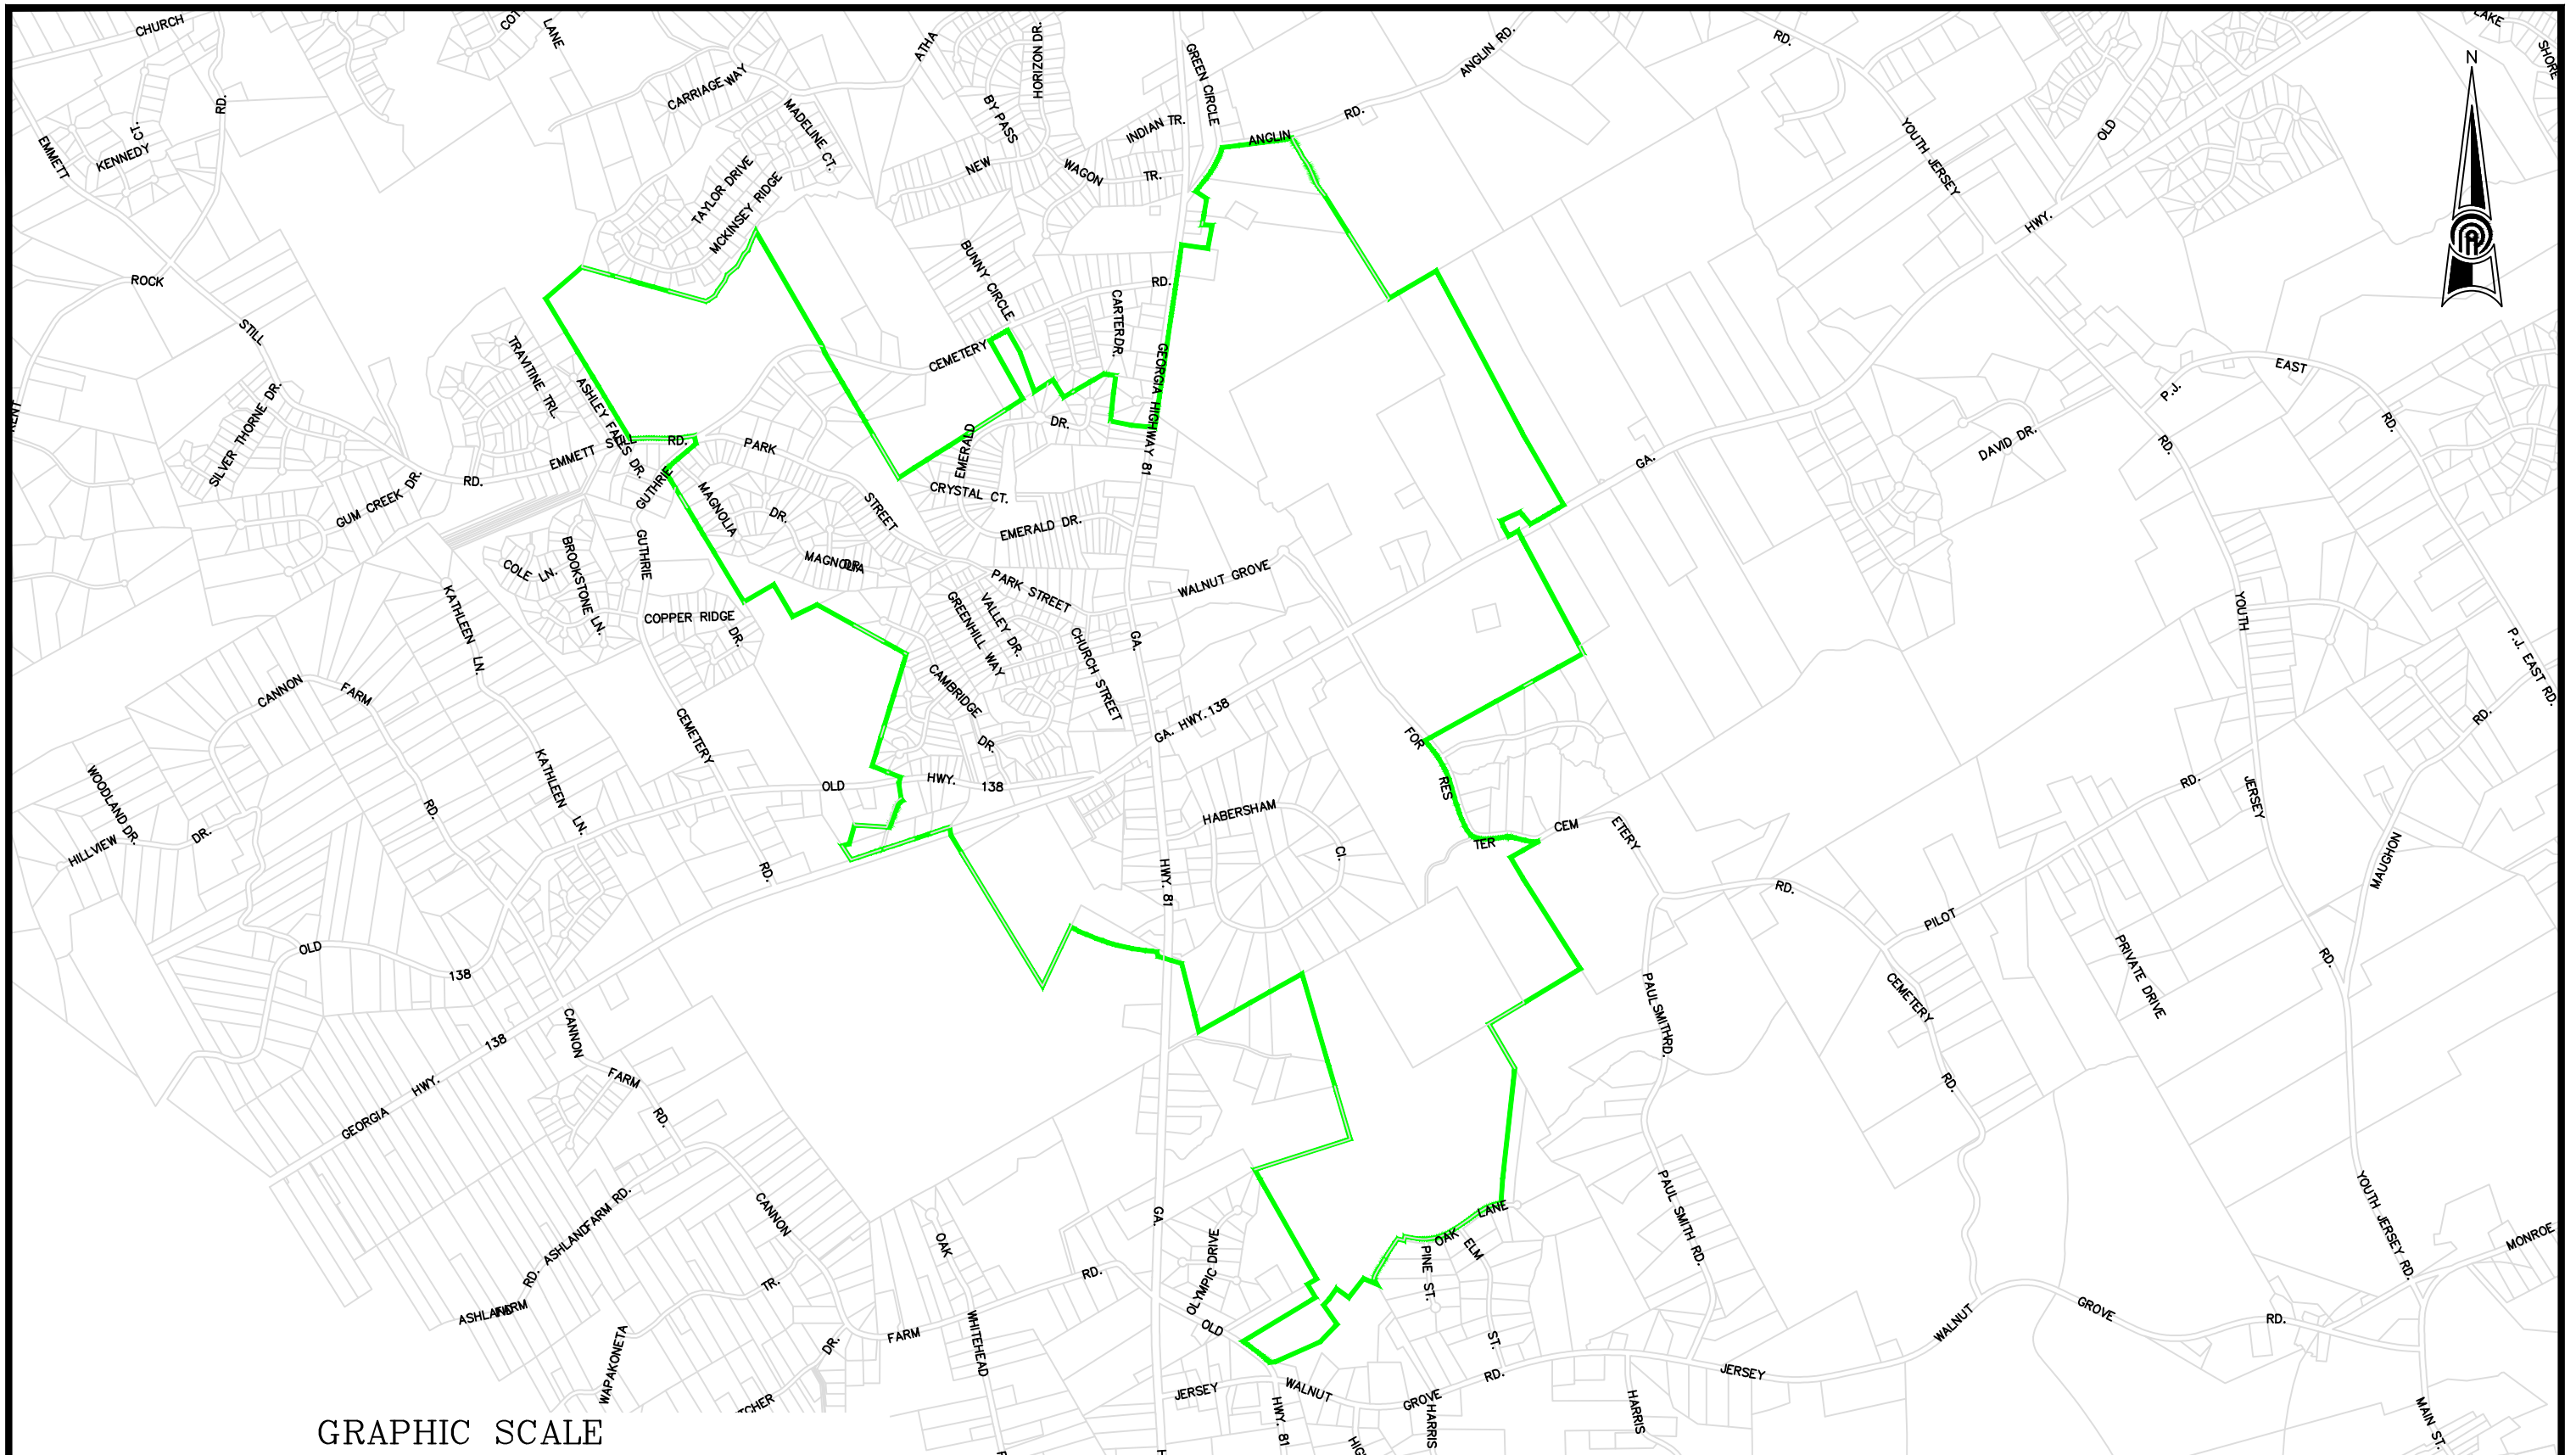 CHURCH
LANE
CARRIAGE WAY
ATHA
HORIZON DR.
GREEN CIRCLE
ANGLIN RD.
RD.
LAKE
SHORE
N
RD.
EMMETT
KENNEDY
CT.
MADELINE CT.
BY PASS
INDIAN TR.
ANGLIN
RD.
YOUTH JERSEY
OLD
TAYLOR DRIVE
MCKINSEY RIDGE
NEW
WAGON
TR.
HWY.
ROCK
STILL
BUNNY CIRCLE
RD.
CARTER DR.
CEMETERY
GEORGIA HIGHWAY 81
TRAVITINE TRL.
ASHLEY FALLS DR.
SILVER THORNE DR.
P.J.
EAST
RD.
EMMETT STILL RD.
PARK
EMERALD
DR.
DAVID DR.
RD.
GA.
GUM CREEK DR.
RD.
GUTHRIE
MAGNOLIA
DR.
STREET
CRYSTAL CT.
EMERALD DR.
COLE LN.
BROOKSTONE LN.
GUTHRIE
MAGNOLIA
DR.
KATHLEEN LN.
COPPER RIDGE
DR.
PARK STREET
WALNUT GROVE
GREENHILL WAY
VALLEY DR.
CHURCH STREET
GA.
YOUTH
P.J. EAST RD.
CANNON
FARM
CAMBRIDGE
DR.
CEMETERY
GA. HWY. 138
FOR
RES
TER
CEM
ETERY
RD.
WOODLAND DR.
HILLVIEW
DR.
RD.
KATHLEEN
LN.
OLD
HWY.
138
HABERSHAM
CI.
RD.
JERSEY
MAUGHON
RD.
HWY. 81
RD.
PILOT
OLD
138
PRIVATE DRIVE
RD.
CEMETERY
PAUL SMITH RD.
138
CANNON
HWY.
FARM
RD.
GEORGIA
RD.
PAUL SMITH RD.
YOUTH JERSEY RD.
MONROE
ASHLAND FARM RD.
CANNON
OAK
GA.
OLYMPIC DRIVE
LANE
OAK
ELM
PINE ST.
TR.
RD.
RD.
ASHLAND
FARM
WAPAKONETA
DR.
FARM
WHITEHEAD
OLD
ST.
WALNUT
GROVE
RD.
JERSEY
WALNUT
GROVE
RD.
JERSEY
HWY. 81
HARRIS
HARRIS
MAIN ST.
GRAPHIC SCALE